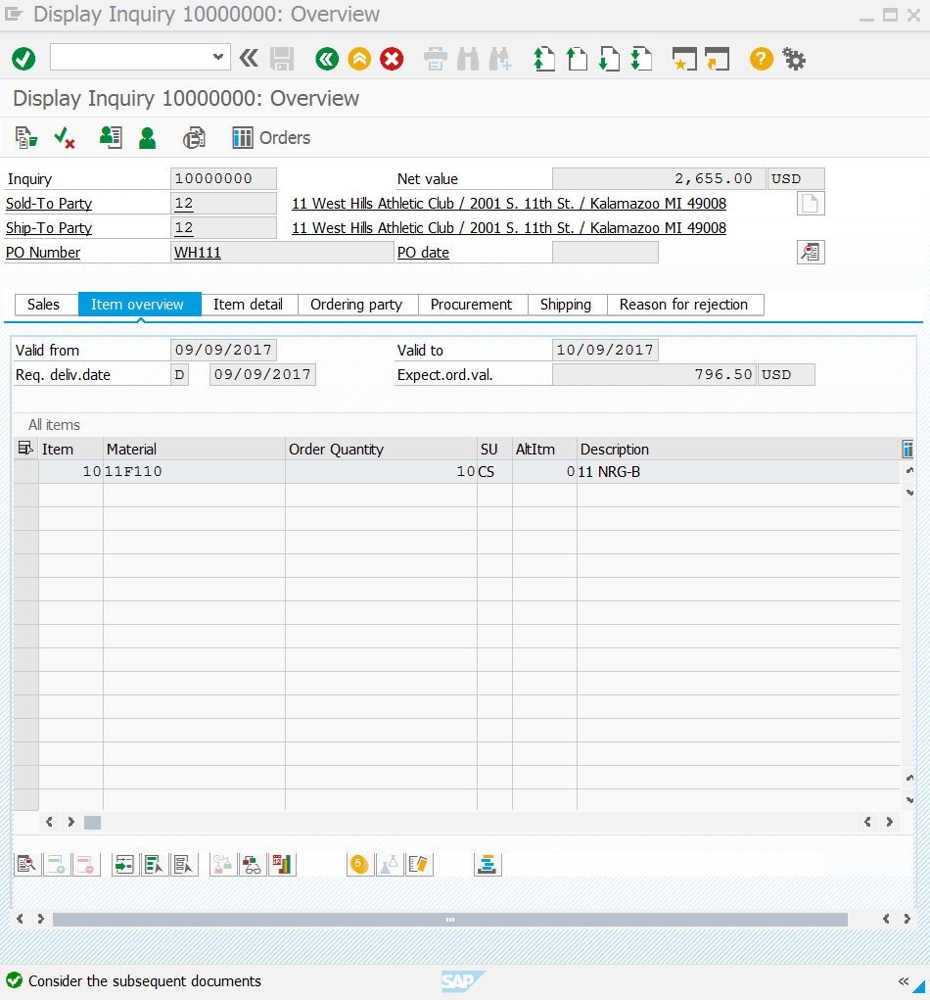 Display Inquiry 10000000: Overview
Display Inquiry 10000000: Overview
Orders
Inquiry 10000000 Net value 2,655.00 USD
Sold-To Party 12 11 West Hills Athletic Club / 2001 S. 11th St. / Kalamazoo MI 49008
Ship-To Party 12 11 West Hills Athletic Club / 2001 S. 11th St. / Kalamazoo MI 49008
PO Number WH111 PO date
Sales Item overview Item detail Ordering party Procurement Shipping Reason for rejection
Valid from 09/09/2017 Valid to 10/09/2017
Req. deliv.date D 09/09/2017 Expect.ord.val. 796.50 USD
All items
Item Material Order Quantity SU AltItm Description
10 11F110 10 CS 0 11 NRG-B
Consider the subsequent documents SAP